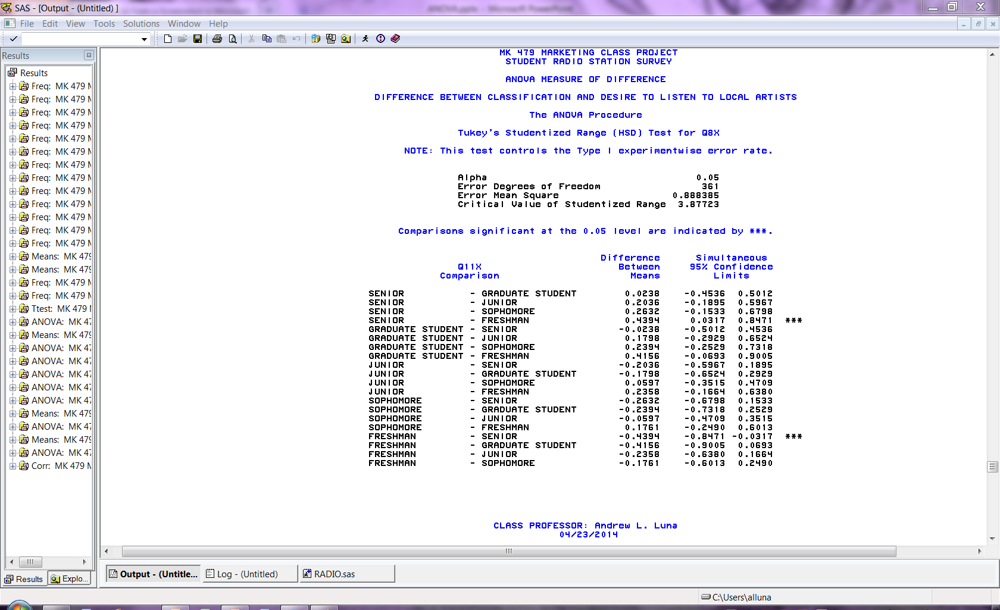 SAS - [Output - (Untitled) ]
File Edit View Tools Solutions Window Help
Results
Results
Freq: MK 479 M
Freq: MK 479 M
Freq: MK 479 M
Freq: MK 479 M
Freq: MK 479 M
Freq: MK 479 M
Freq: MK 479 M
Freq: MK 479 M
Freq: MK 479 M
Freq: MK 479 M
Freq: MK 479 M
Freq: MK 479 M
Freq: MK 479 M
Means: MK 479
Means: MK 479
Freq: MK 479 M
Freq: MK 479 M
Ttest: MK 479 M
ANOVA: MK 47
Means: MK 479
ANOVA: MK 47
ANOVA: MK 47
ANOVA: MK 47
ANOVA: MK 47
ANOVA: MK 47
Means: MK 479
ANOVA: MK 47
Means: MK 479
ANOVA: MK 47
Corr: MK 479 M
Results Explo...
MK 479 MARKETING CLASS PROJECT
STUDENT RADIO STATION SURVEY
ANOVA MEASURE OF DIFFERENCE
DIFFERENCE BETWEEN CLASSIFICATION AND DESIRE TO LISTEN TO LOCAL ARTISTS
The ANOVA Procedure
Tukey's Studentized Range (HSD) Test for Q8X
NOTE: This test controls the Type I experimentwise error rate.
Alpha 0.05
Error Degrees of Freedom 361
Error Mean Square 0.888385
Critical Value of Studentized Range 3.87723
Comparisons significant at the 0.05 level are indicated by ***.
Difference Simultaneous
Q11X Between 95% Confidence
Comparison Means Limits
SENIOR - GRADUATE STUDENT 0.0238 -0.4536 0.5012
SENIOR - JUNIOR 0.2036 -0.1895 0.5967
SENIOR - SOPHOMORE 0.2632 -0.1533 0.6798
SENIOR - FRESHMAN 0.4394 0.0317 0.8471 ***
GRADUATE STUDENT - SENIOR -0.0238 -0.5012 0.4536
GRADUATE STUDENT - JUNIOR 0.1798 -0.2929 0.6524
GRADUATE STUDENT - SOPHOMORE 0.2394 -0.2529 0.7318
GRADUATE STUDENT - FRESHMAN 0.4156 -0.0693 0.9005
JUNIOR - SENIOR -0.2036 -0.5967 0.1895
JUNIOR - GRADUATE STUDENT -0.1798 -0.6524 0.2929
JUNIOR - SOPHOMORE 0.0597 -0.3515 0.4709
JUNIOR - FRESHMAN 0.2358 -0.1664 0.6380
SOPHOMORE - SENIOR -0.2632 -0.6798 0.1533
SOPHOMORE - GRADUATE STUDENT -0.2394 -0.7318 0.2529
SOPHOMORE - JUNIOR -0.0597 -0.4709 0.3515
SOPHOMORE - FRESHMAN 0.1761 -0.2490 0.6013
FRESHMAN - SENIOR -0.4394 -0.8471 -0.0317 ***
FRESHMAN - GRADUATE STUDENT -0.4156 -0.9005 0.0693
FRESHMAN - JUNIOR -0.2358 -0.6380 0.1664
FRESHMAN - SOPHOMORE -0.1761 -0.6013 0.2490
CLASS PROFESSOR: Andrew L. Luna
04/23/2014
Output - (Untitle... Log - (Untitled) RADIO.sas
C:\Users\alluna